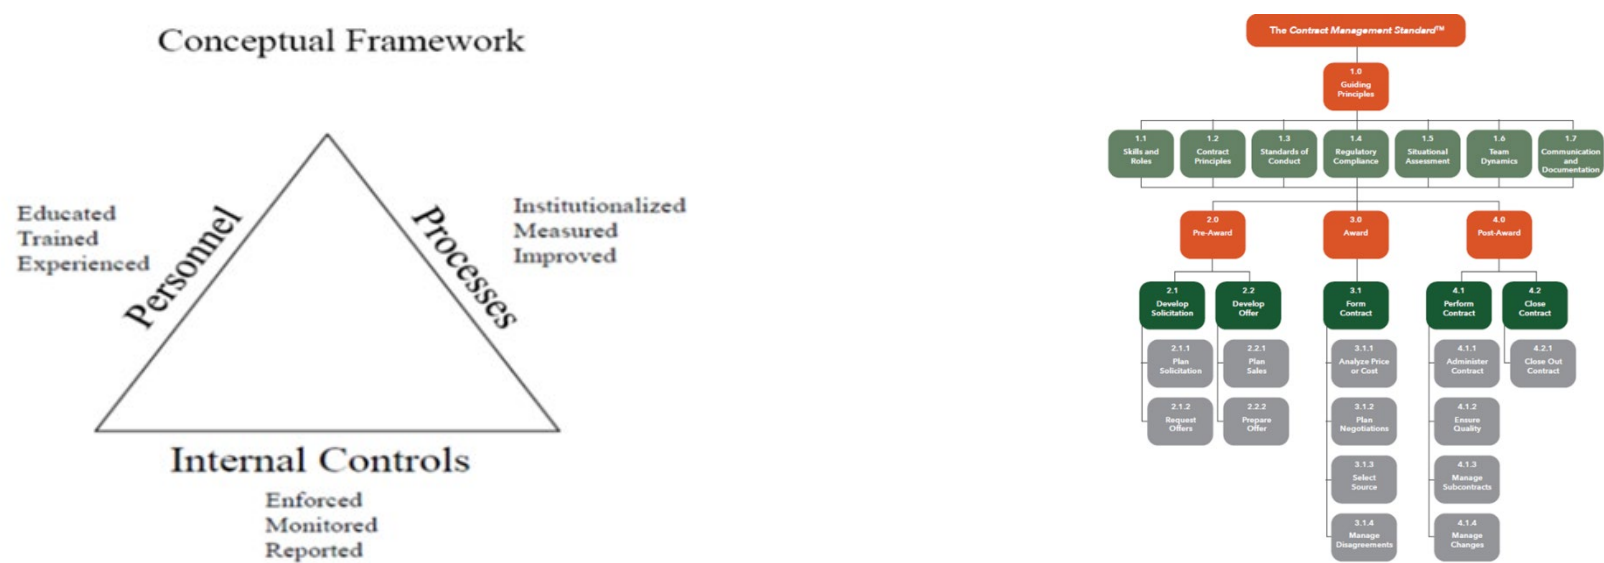 Conceptual Framework
Educated
Trained
Experienced
Personnel
Processes
Institutionalized
Measured
Improved
Internal Controls
Enforced
Monitored
Reported
The Contract Management Standard™
1.0
Guiding
Principles
1.1
Skills and
Roles
1.2
Contract
Principles
1.3
Standards of
Conduct
1.4
Regulatory
Compliance
1.5
Situational
Assessment
1.6
Team
Dynamics
1.7
Communication
and
Documentation
2.0
Pre-Award
3.0
Award
4.0
Post-Award
2.1
Develop
Solicitation
2.2
Develop
Offer
3.1
Form
Contract
4.1
Perform
Contract
4.2
Close
Contract
2.1.1
Plan
Solicitation
2.2.1
Plan
Sales
3.1.1
Analyze Price
or Cost
4.1.1
Administer
Contract
4.2.1
Close Out
Contract
2.1.2
Request
Offers
2.2.2
Prepare
Offer
3.1.2
Plan
Negotiations
4.1.2
Ensure
Quality
3.1.3
Select
Source
4.1.3
Manage
Subcontracts
3.1.4
Manage
Disagreements
4.1.4
Manage
Changes